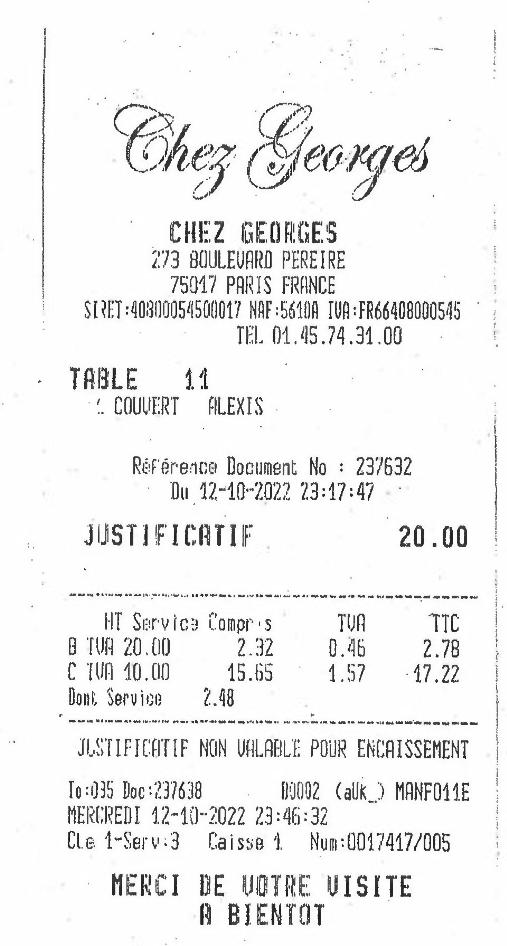 Chez Georges
CHEZ GEORGES
273 BOULEVARD PEREIRE
75017 PARIS FRANCE
SIRET:40800054500017 NAF:5610A TVA:FR66408000545
TEL 01.45.74.31.00
TABLE 11
1 COUVERT ALEXIS
Référence Document No : 237632
Du 12-10-2022 23:17:47
JUSTIFICATIF 20.00
HT Service Compris TVA TTC
B TVA 20.00 2.32 0.46 2.78
C TVA 10.00 15.65 1.57 17.22
Dont Service 2.48
JUSTIFICATIF NON VALABLE POUR ENCAISSEMENT
To:035 Doc:237638 D0002 (aUk_) MANF011E
MERCREDI 12-10-2022 23:46:32
Cle 1-Serv:3 Caisse 1 Num:0017417/005
MERCI DE VOTRE VISITE
A BIENTOT